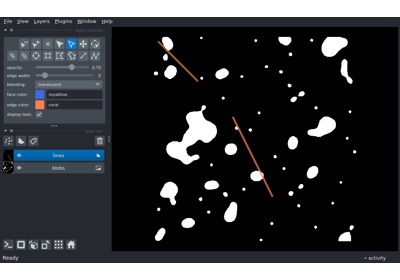 File View Layers Plugins Window Help
opacity: 0.70
edge width: 5
blending: translucent
face color: royalblue
edge color: coral
display text: ✓
lines
blobs
Ready
activity